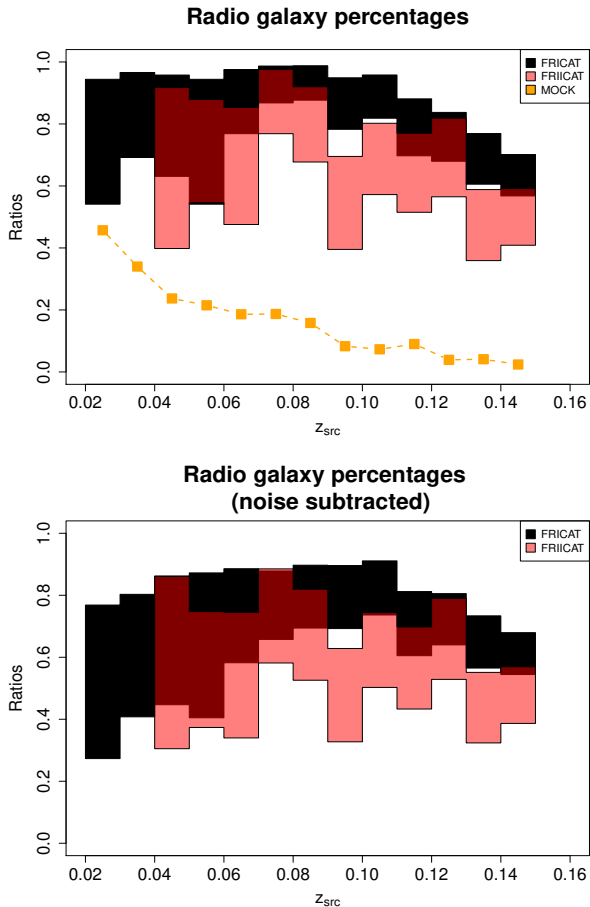 Radio galaxy percentages
FRICAT
FRIICAT
MOCK
Ratios
1.0
0.8
0.6
0.4
0.2
0.0
0.02 0.04 0.06 0.08 0.10 0.12 0.14 0.16
z_src
Radio galaxy percentages
(noise subtracted)
FRICAT
FRIICAT
Ratios
1.0
0.8
0.6
0.4
0.2
0.0
0.02 0.04 0.06 0.08 0.10 0.12 0.14 0.16
z_src